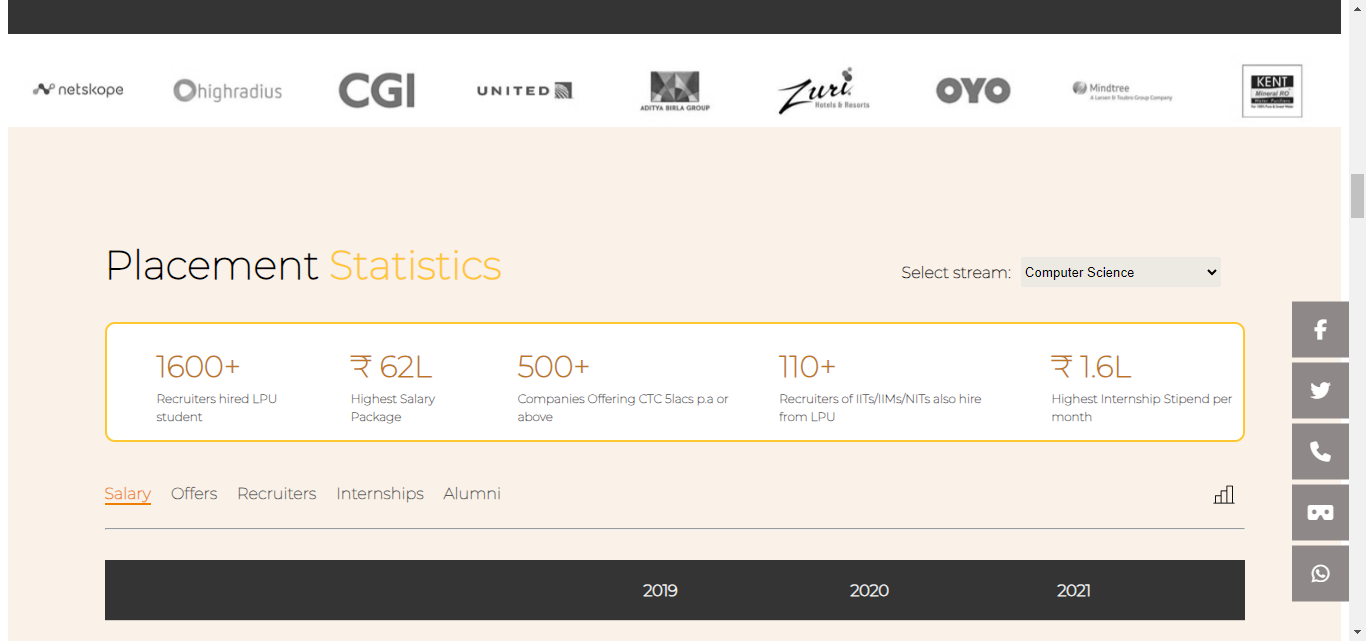 netskope
highradius
CGI
UNITED
ADITYA BIRLA GROUP
Zuri
Hotels & Resorts
OYO
Mindtree
A Larsen & Toubro Group Company
KENT
Mineral RO
Water Purifiers
Placement Statistics
Select stream: Computer Science
1600+
Recruiters hired LPU
student
₹ 62L
Highest Salary
Package
500+
Companies Offering CTC 5lacs p.a or
above
110+
Recruiters of IITs/IIMs/NITs also hire
from LPU
₹ 1.6L
Highest Internship Stipend per
month
Salary Offers Recruiters Internships Alumni
2019 2020 2021